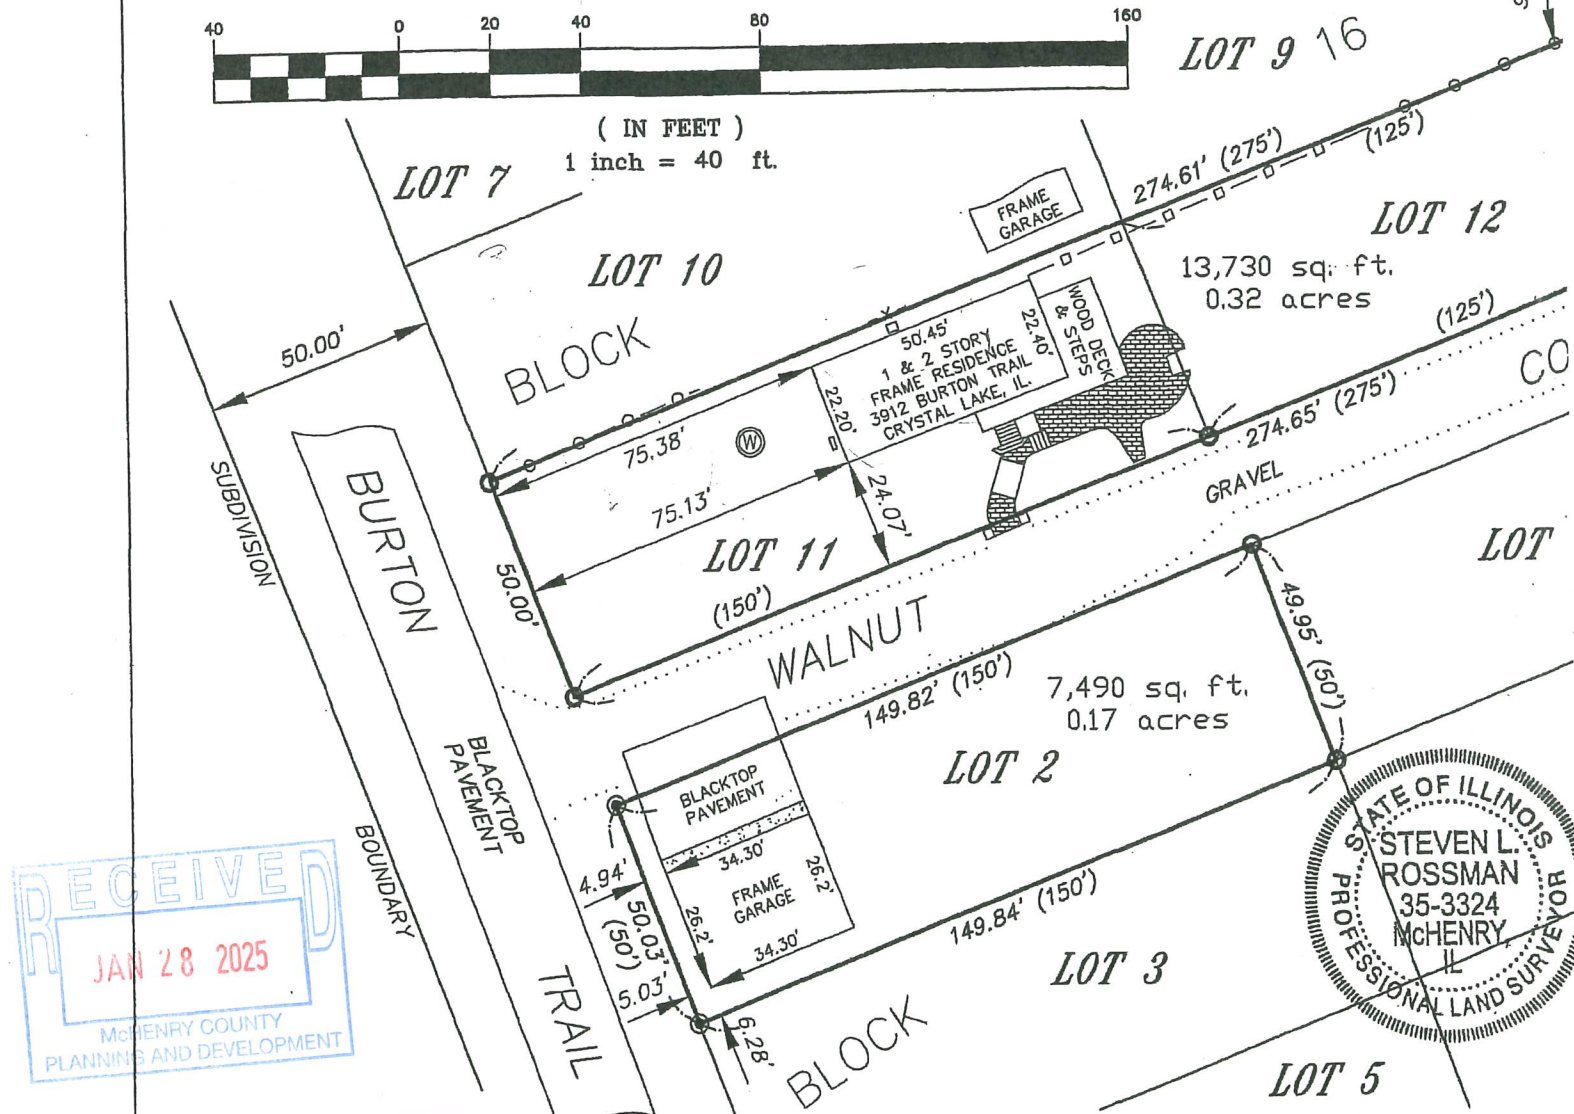 40
0
20
40
80
160
( IN FEET )
1 inch = 40 ft.
LOT 9
16
LOT 7
LOT 10
BLOCK
50.00'
FRAME
GARAGE
274.61' (275')
(125')
LOT 12
13,730 sq. ft.
0.32 acres
50.45'
1 & 2 STORY
FRAME RESIDENCE
3912 BURTON TRAIL
CRYSTAL LAKE, IL.
22.40'
22.20'
WOOD DECK
& STEPS
(125')
CO
274.65' (275')
GRAVEL
75.38'
W
75.13'
24.07'
LOT 11
(150')
50.00'
SUBDIVISION
BOUNDARY
BURTON
TRAIL
BLACKTOP
PAVEMENT
WALNUT
149.82' (150')
49.95' (50')
LOT
7,490 sq. ft.
0.17 acres
LOT 2
BLACKTOP
PAVEMENT
34.30'
FRAME
GARAGE
26.2'
26.2'
34.30'
4.94'
50.03'
(50')
5.03'
6.28'
149.84' (150')
LOT 3
BLOCK
LOT 5
STATE OF ILLINOIS
STEVEN L.
ROSSMAN
35-3324
McHENRY,
IL
PROFESSIONAL LAND SURVEYOR
RECEIVED
JAN 28 2025
McHENRY COUNTY
PLANNING AND DEVELOPMENT